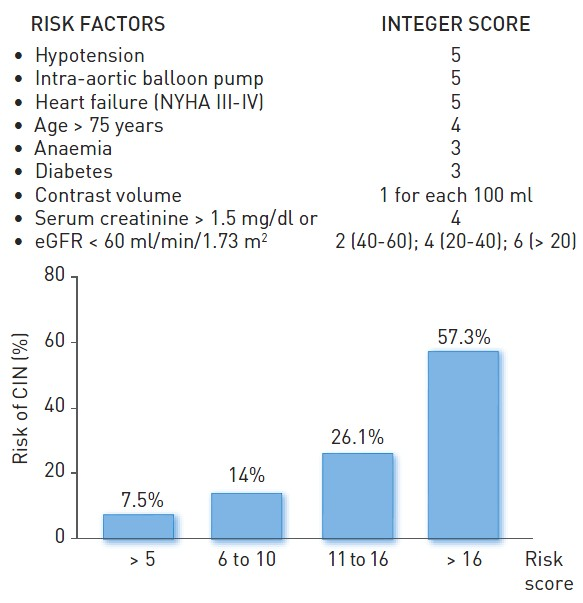 RISK FACTORS INTEGER SCORE
• Hypotension 5
• Intra-aortic balloon pump 5
• Heart failure (NYHA III-IV) 5
• Age > 75 years 4
• Anaemia 3
• Diabetes 3
• Contrast volume 1 for each 100 ml
• Serum creatinine > 1.5 mg/dl or 4
• eGFR < 60 ml/min/1.73 m² 2 (40-60); 4 (20-40); 6 (> 20)
Risk of CIN (%)
80
60
40
20
0
7.5%
14%
26.1%
57.3%
> 5 6 to 10 11 to 16 > 16 Risk
score